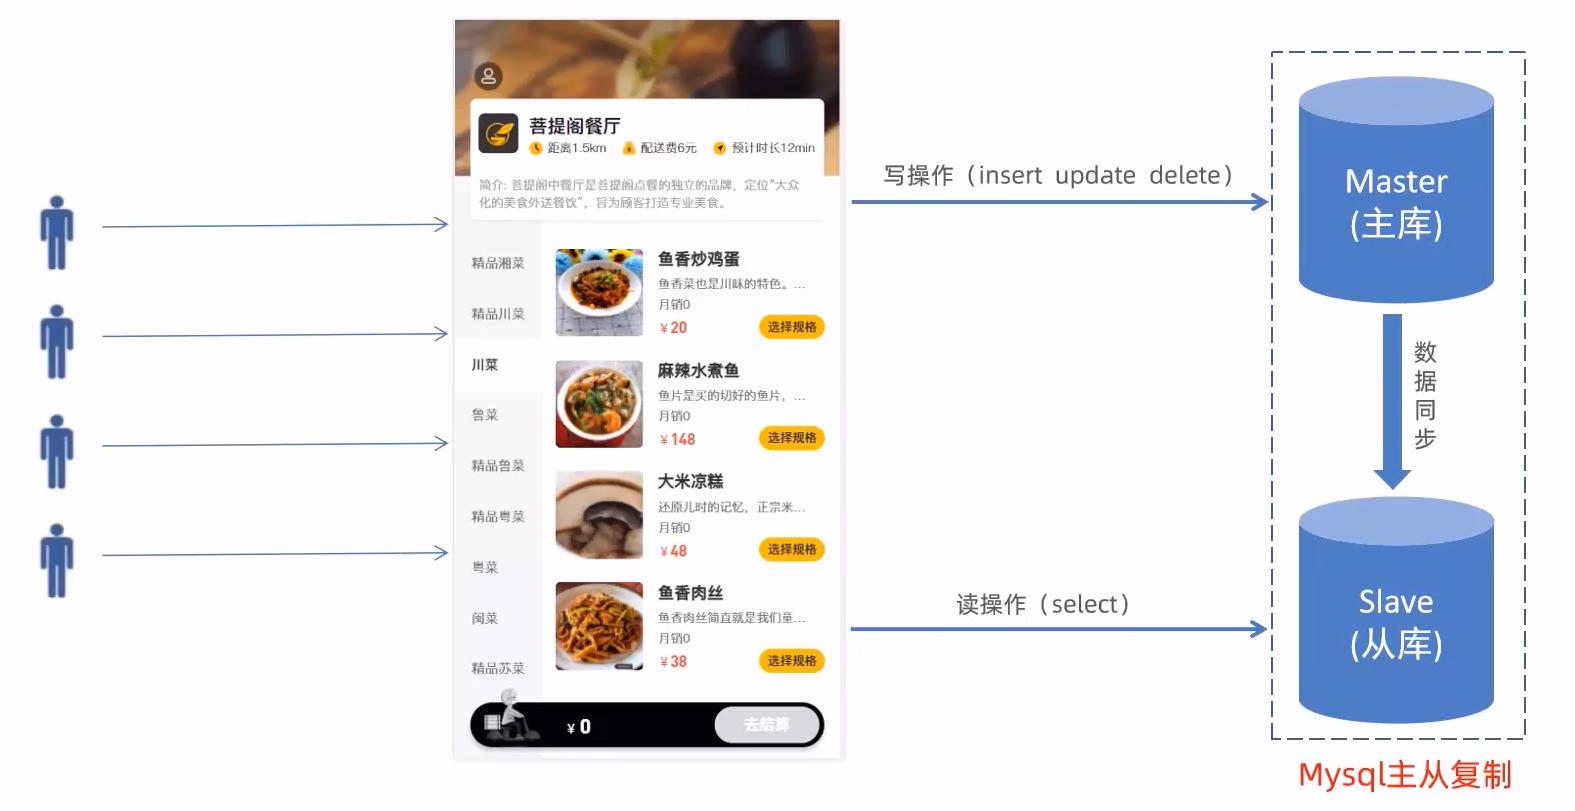 菩提阁餐厅
距离1.5km 配送费6元 预计时长12min
简介: 菩提阁中餐厅是菩提阁点餐的独立的品牌、定位"大众
化的美食外送餐饮",旨为顾客打造专业美食。
精品湘菜
精品川菜
川菜
鲁菜
精品鲁菜
精品粤菜
粤菜
闽菜
精品苏菜
鱼香炒鸡蛋
鱼香菜也是川味的特色。...
月销0
¥20 选择规格
麻辣水煮鱼
鱼片是买的切好的鱼片，...
月销0
¥148 选择规格
大米凉糕
还原儿时的记忆，正宗米...
月销0
¥48 选择规格
鱼香肉丝
鱼香肉丝简直就是我们童...
月销0
¥38 选择规格
¥0 去结算
写操作（insert update delete）
读操作（select）
Master
(主库)
数据同步
Slave
(从库)
Mysql主从复制